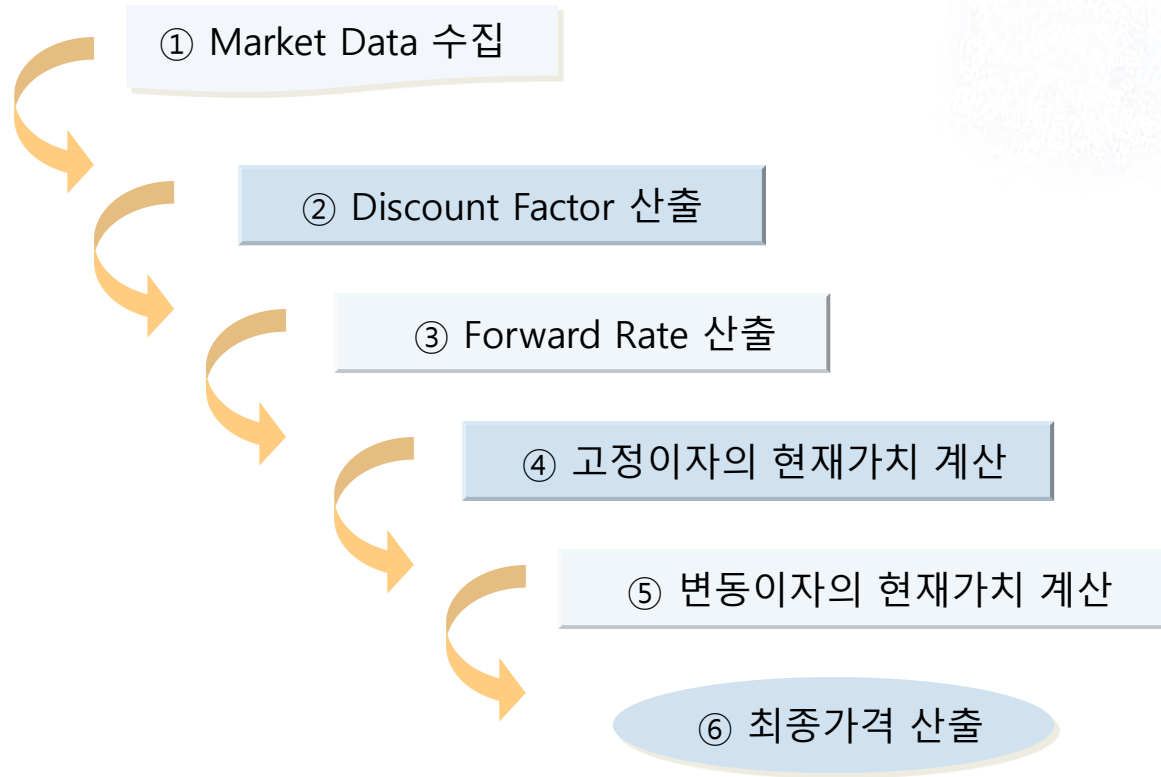 ① Market Data 수집
② Discount Factor 산출
③ Forward Rate 산출
④ 고정이자의 현재가치 계산
⑤ 변동이자의 현재가치 계산
⑥ 최종가격 산출